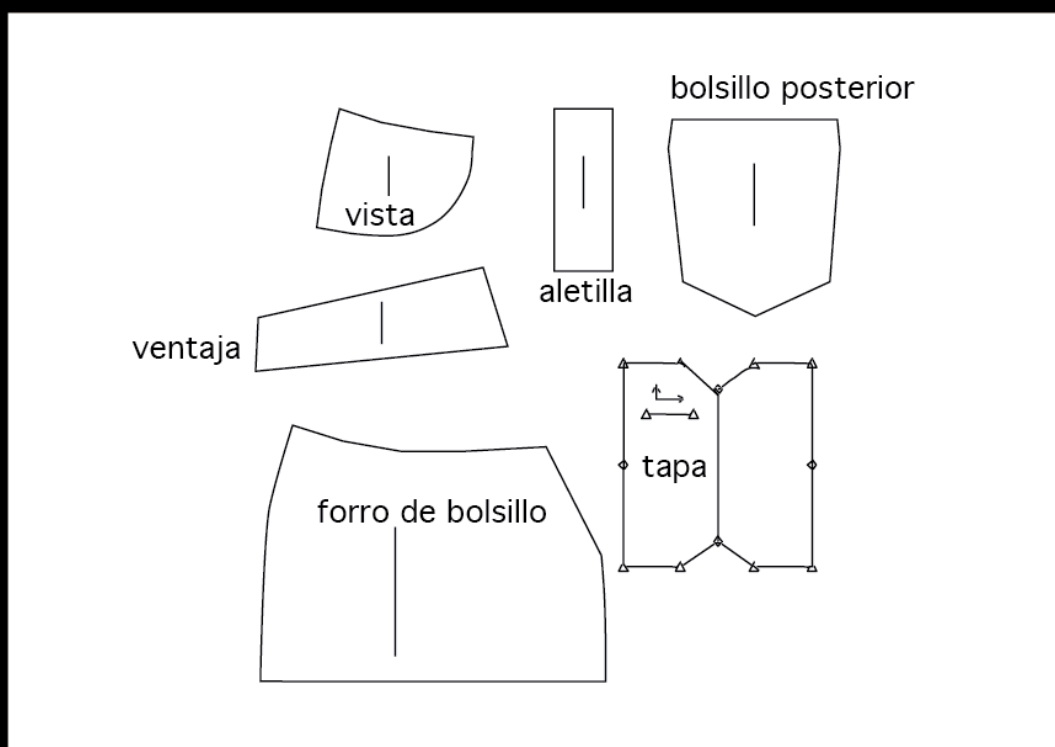 bolsillo posterior
vista
aletilla
ventaja
tapa
forro de bolsillo